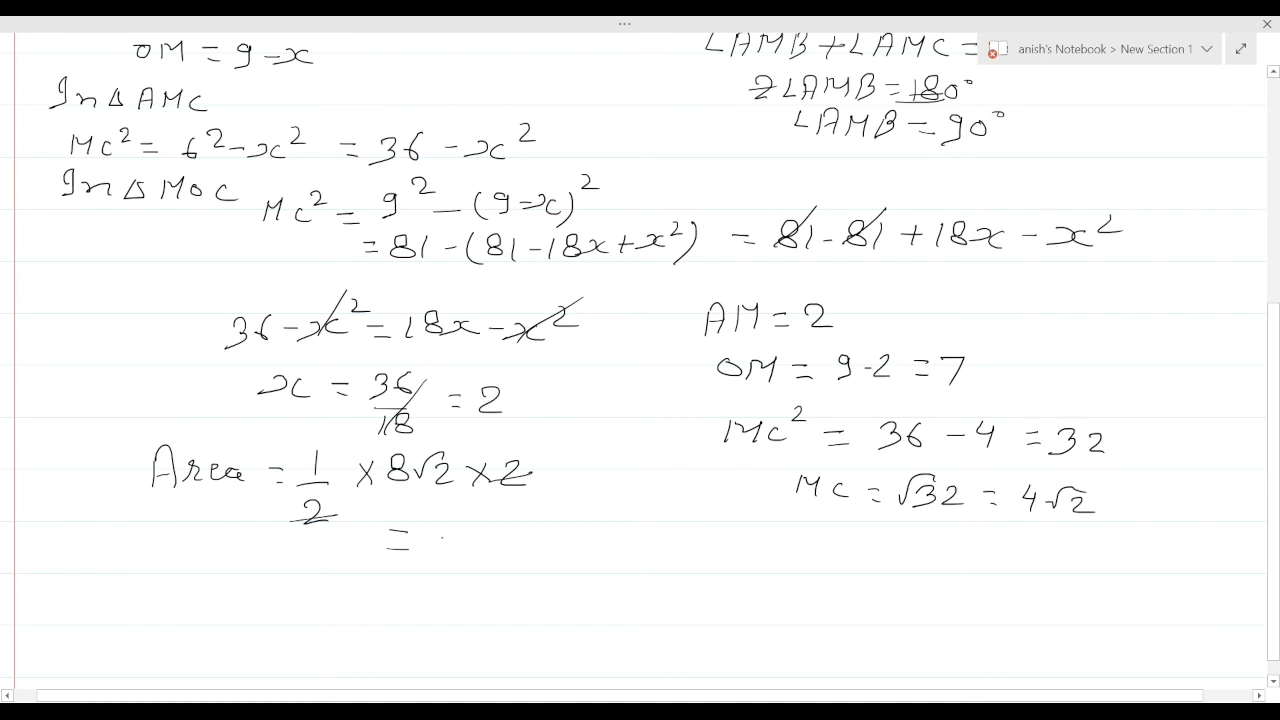 anish's Notebook > New Section 1
OM = 9-x
∠AMB + ∠AMC =
In △ AMC
2∠AMB = 180°
∠AMB = 90°
MC² = 6² - x² = 36 - x²
In △ MOC
MC² = 9² - (9-x)²
= 81 - (81 - 18x + x²) = 81 - 81 + 18x - x²
36 - x² = 18x - x²
x = 36/18 = 2
AM = 2
OM = 9-2 = 7
MC² = 36 - 4 = 32
MC = √32 = 4√2
Area = 1/2 × 8√2 × 2
=